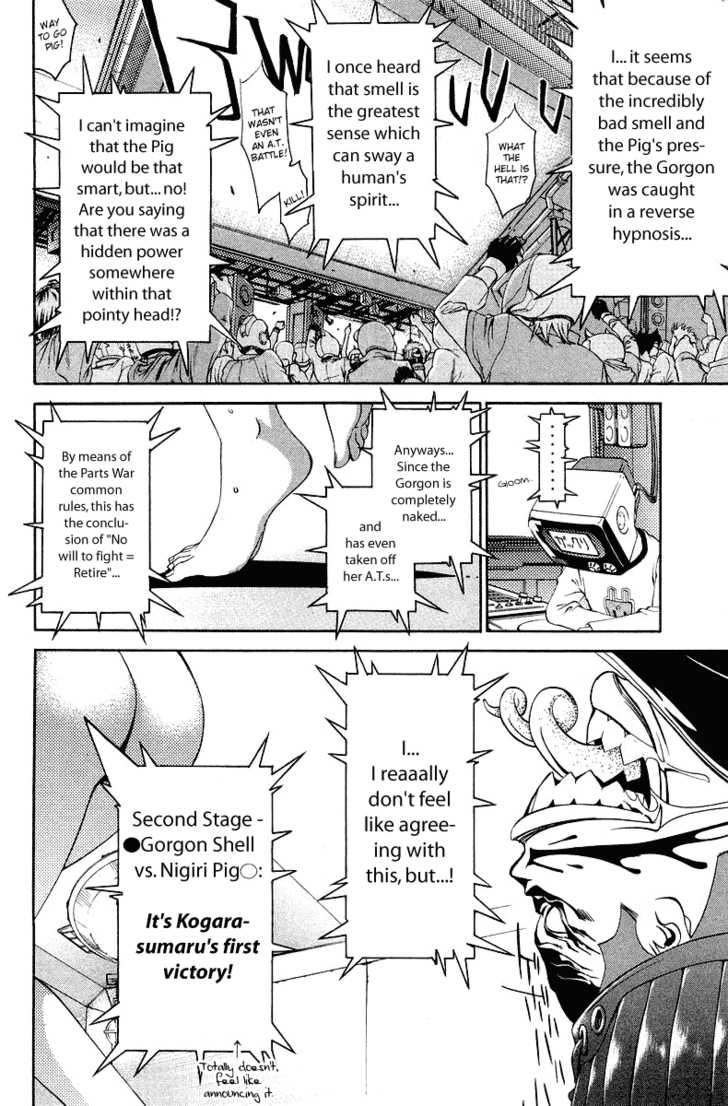 I... it seems
that because of
the incredibly
bad smell and
the Pig's pres-
sure, the Gorgon
was caught
in a reverse
hypnosis...
WHAT
THE
HELL IS
THAT!?
I once heard
that smell is
the greatest
sense which
can sway a
human's
spirit...
THAT
WASN'T
EVEN
AN A.T.
BATTLE!
KILL!
WAY
TO GO
PIG!
I can't imagine
that the Pig
would be that
smart, but... no!
Are you saying
that there was a
hidden power
somewhere
within that
pointy head!?
Gloom...
Anyways...
Since the
Gorgon is
completely
naked...
and
has even
taken off
her A.T.s...
By means of
the Parts War
common
rules, this has
the conclu-
sion of "No
will to fight =
Retire"...
I...
I reaaally
don't feel
like agree-
ing with
this, but...!
Second Stage -
●Gorgon Shell
vs. Nigiri Pig○:
It's Kogara-
sumaru's first
victory!
Totally doesn't
feel like
announcing it.